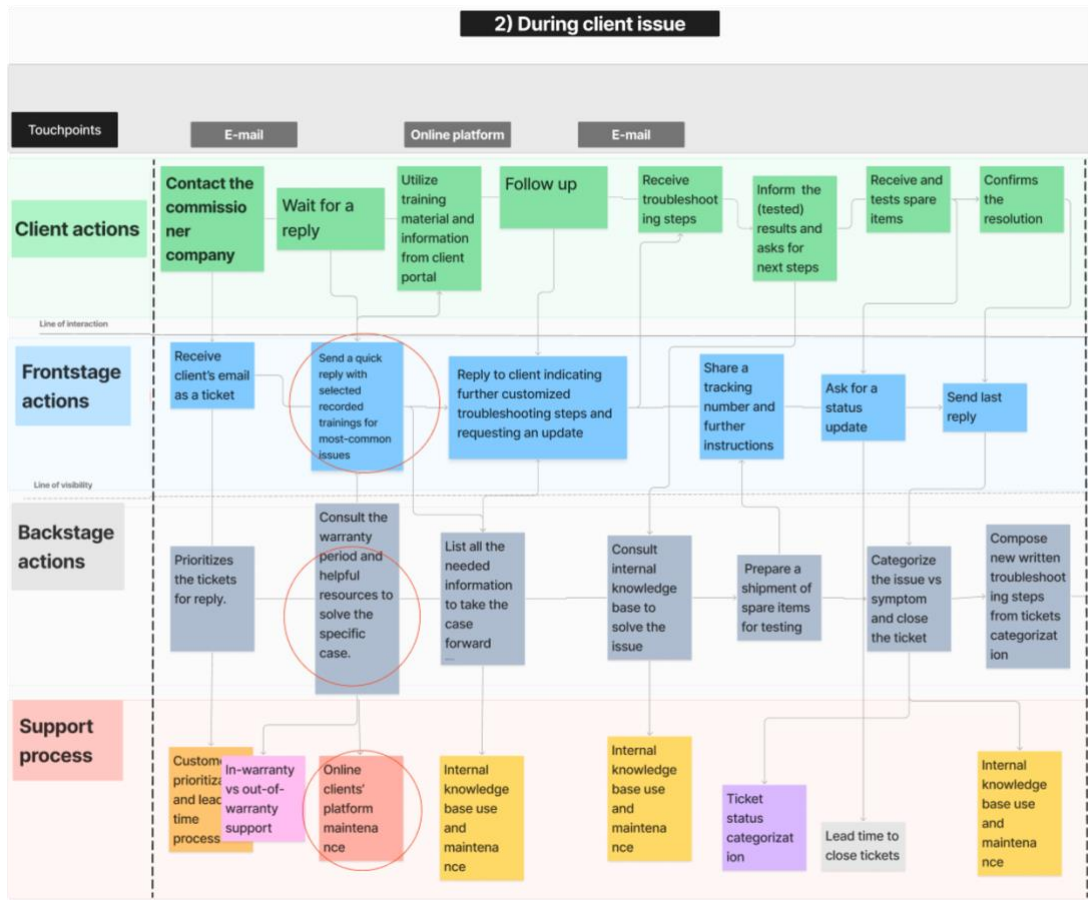 2) During client issue
Touchpoints
E-mail
Online platform
E-mail
Client actions
Contact the
commissio
ner
company
Wait for a
reply
Utilize
training
material and
information
from client
portal
Follow up
Receive
troubleshoot
ing steps
Inform the
(tested)
results and
asks for
next steps
Receive and
tests spare
items
Confirms
the
resolution
Line of interaction
Frontstage
actions
Receive
client's email
as a ticket
Send a quick
reply with
selected
recorded
trainings for
most-common
issues
Reply to client indicating
further customized
troubleshooting steps and
requesting an update
Share a
tracking
number and
further
instructions
Ask for a
status
update
Send last
reply
Line of visibility
Backstage
actions
Prioritizes
the tickets
for reply.
Consult the
warranty
period and
helpful
resources to
solve the
specific
case.
List all the
needed
information
to take the
case
forward
...
Consult
internal
knowledge
base to
solve the
issue
Prepare a
shipment of
spare items
for testing
Categorize
the issue vs
symptom
and close
the ticket
Compose
new written
troubleshoot
ing steps
from tickets
categorizat
ion
Support
process
Custom
prioritiza
and lead
time
process
In-warranty
vs out-of-
warranty
support
Online
clients'
platform
maintena
nce
Internal
knowledge
base use
and
maintena
nce
Internal
knowledge
base use
and
maintena
nce
Ticket
status
categorizat
ion
Lead time to
close tickets
Internal
knowledge
base use
and
maintena
nce